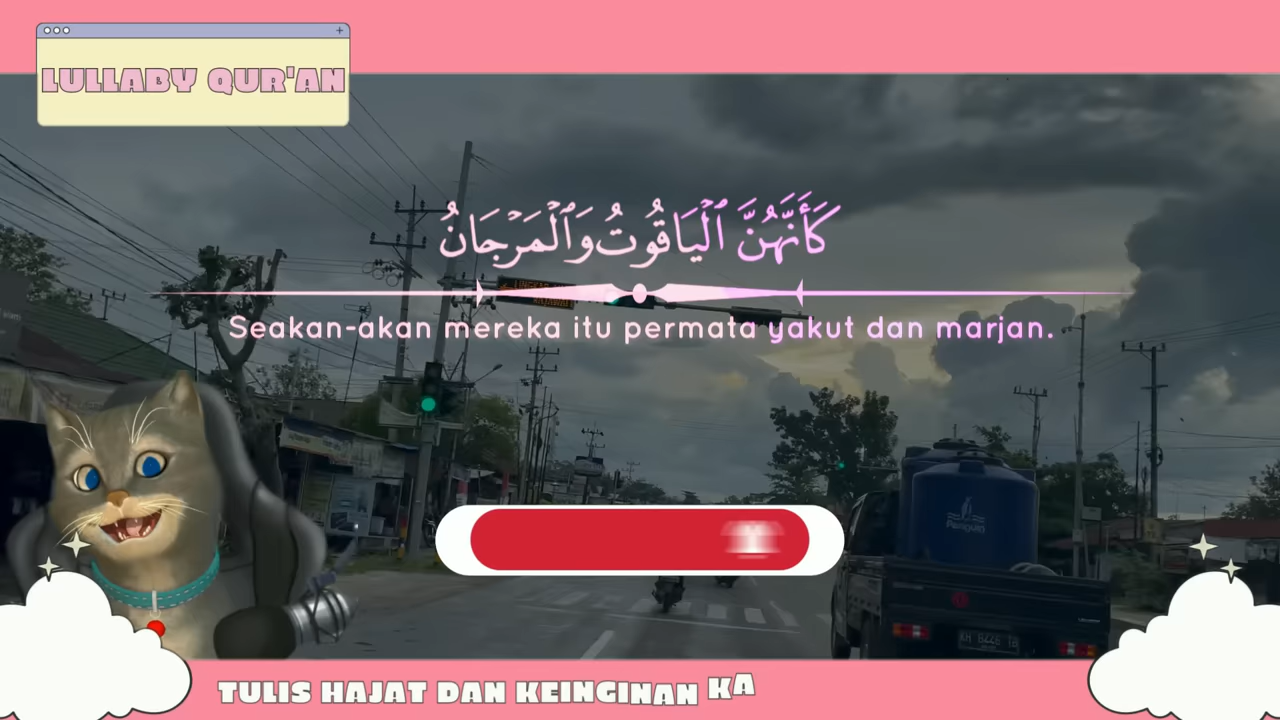 LULLABY QUR'AN
كَأَنَّهُنَّ ٱلْيَاقُوتُ وَٱلْمَرْجَانُ
Seakan-akan mereka itu permata yakut dan marjan.
Penguin
TULIS HAJAT DAN KEINGINAN KA